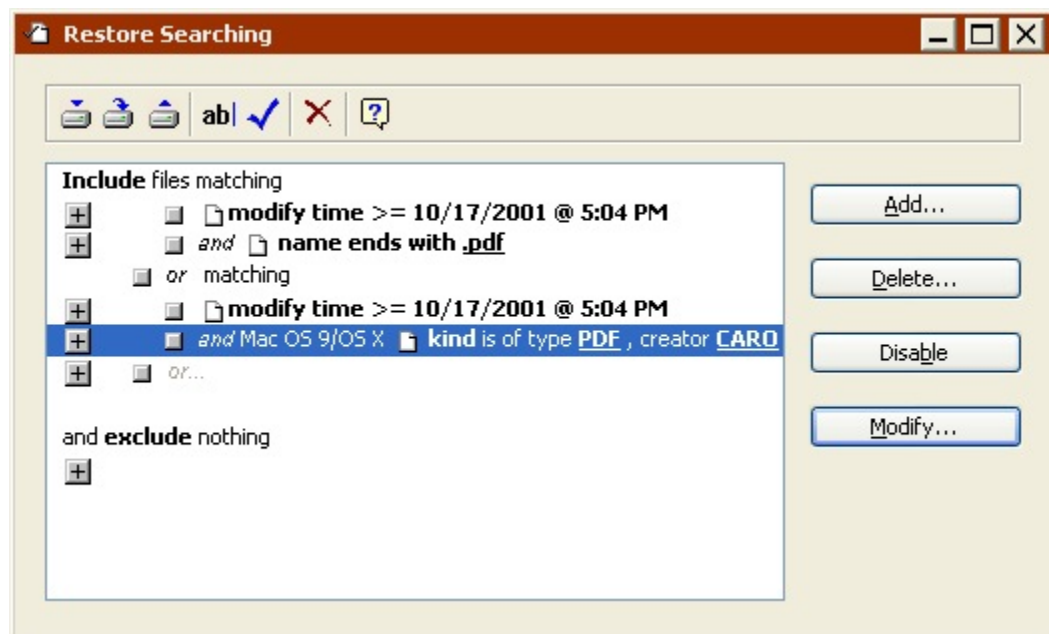 Restore Searching
ab|
Include files matching
modify time >= 10/17/2001 @ 5:04 PM
and name ends with .pdf
or matching
modify time >= 10/17/2001 @ 5:04 PM
and Mac OS 9/OS X kind is of type PDF , creator CARO
or...
and exclude nothing
Add...
Delete...
Disable
Modify...